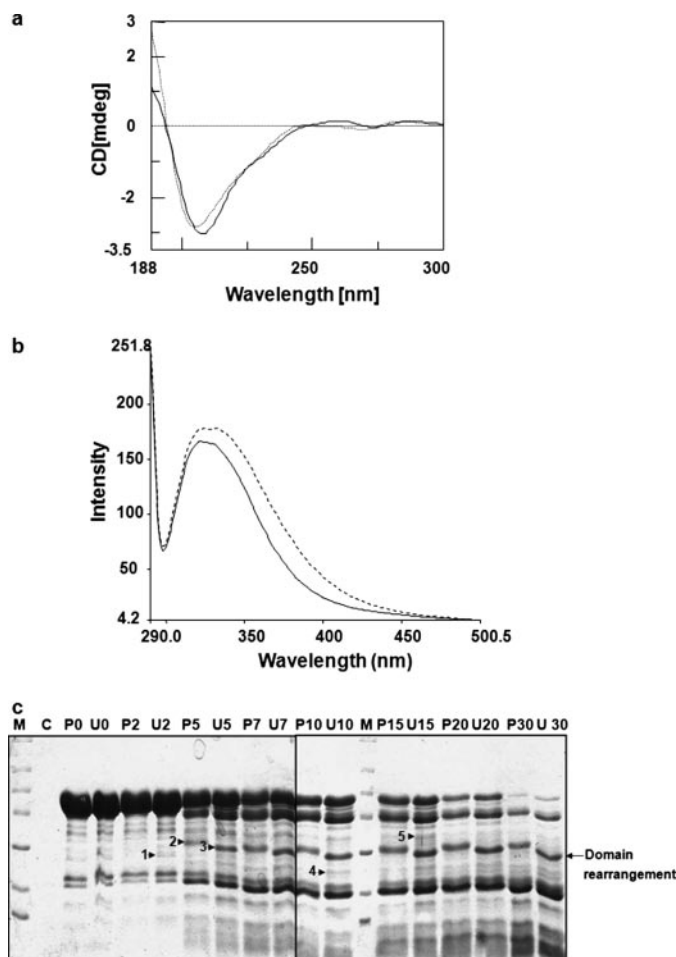 a
3
2
0
-2
-3.5
CD[mdeg]
188 250 300
Wavelength [nm]
b
251.8
200
150
100
50
4.2
Intensity
290.0 350 400 450 500.5
Wavelength (nm)
c
M C P0 U0 P2 U2 P5 U5 P7 U7 P10 U10 M P15 U15 P20 U20 P30 U 30
1
2
3
4
5
Domain
rearrangement